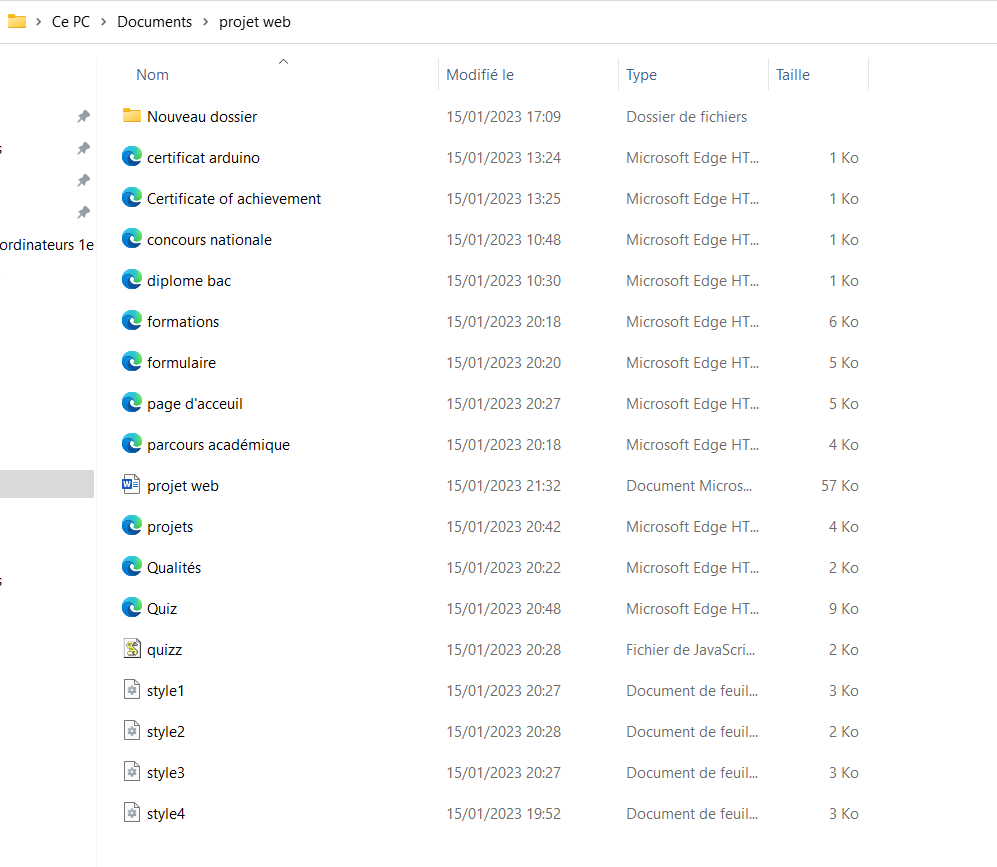 Ce PC > Documents > projet web
Nom Modifié le Type Taille
Nouveau dossier 15/01/2023 17:09 Dossier de fichiers
certificat arduino 15/01/2023 13:24 Microsoft Edge HT... 1 Ko
Certificate of achievement 15/01/2023 13:25 Microsoft Edge HT... 1 Ko
concours nationale 15/01/2023 10:48 Microsoft Edge HT... 1 Ko
ordinateurs 1e
diplome bac 15/01/2023 10:30 Microsoft Edge HT... 1 Ko
formations 15/01/2023 20:18 Microsoft Edge HT... 6 Ko
formulaire 15/01/2023 20:20 Microsoft Edge HT... 5 Ko
page d'acceuil 15/01/2023 20:27 Microsoft Edge HT... 5 Ko
parcours académique 15/01/2023 20:18 Microsoft Edge HT... 4 Ko
projet web 15/01/2023 21:32 Document Micros... 57 Ko
projets 15/01/2023 20:42 Microsoft Edge HT... 4 Ko
Qualités 15/01/2023 20:22 Microsoft Edge HT... 2 Ko
Quiz 15/01/2023 20:48 Microsoft Edge HT... 9 Ko
quizz 15/01/2023 20:28 Fichier de JavaScri... 2 Ko
style1 15/01/2023 20:27 Document de feuil... 3 Ko
style2 15/01/2023 20:28 Document de feuil... 2 Ko
style3 15/01/2023 20:27 Document de feuil... 3 Ko
style4 15/01/2023 19:52 Document de feuil... 3 Ko